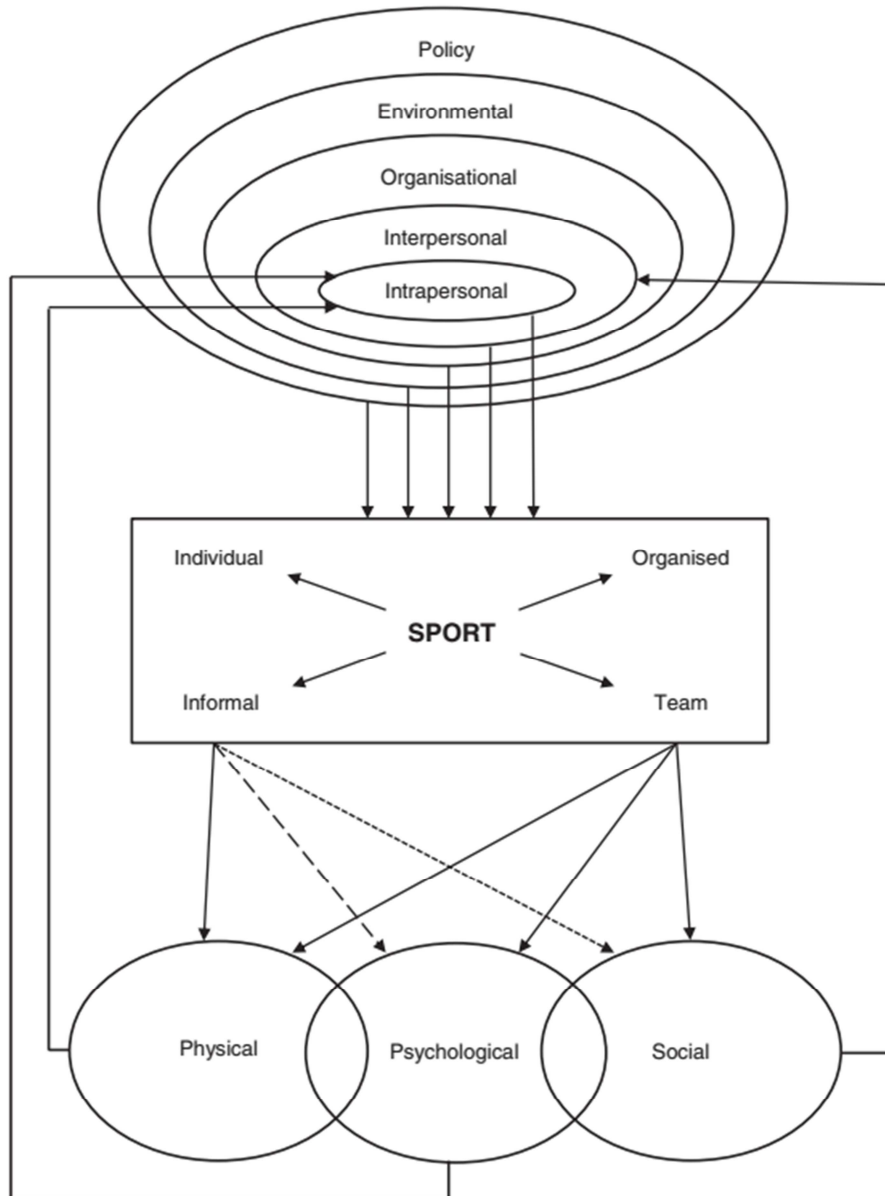 Policy
Environmental
Organisational
Interpersonal
Intrapersonal
Individual
Organised
SPORT
Informal
Team
Physical
Psychological
Social